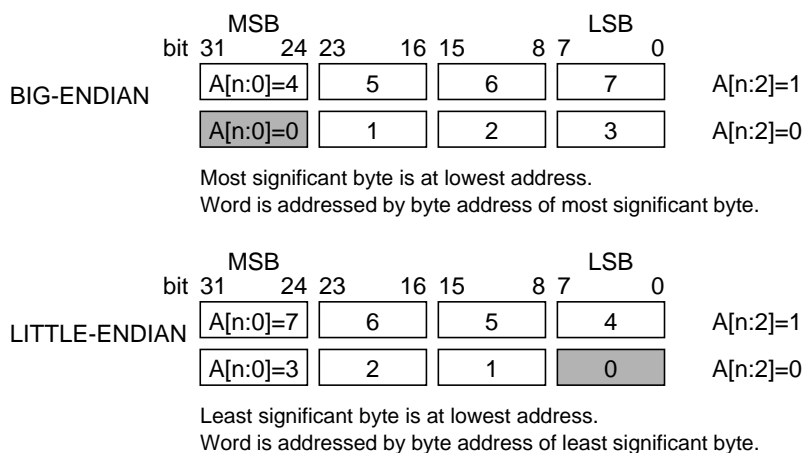 MSB LSB
bit 31 24 23 16 15 8 7 0
BIG-ENDIAN
A[n:0]=4 5 6 7 A[n:2]=1
A[n:0]=0 1 2 3 A[n:2]=0
Most significant byte is at lowest address.
Word is addressed by byte address of most significant byte.
MSB LSB
bit 31 24 23 16 15 8 7 0
LITTLE-ENDIAN
A[n:0]=7 6 5 4 A[n:2]=1
A[n:0]=3 2 1 0 A[n:2]=0
Least significant byte is at lowest address.
Word is addressed by byte address of least significant byte.